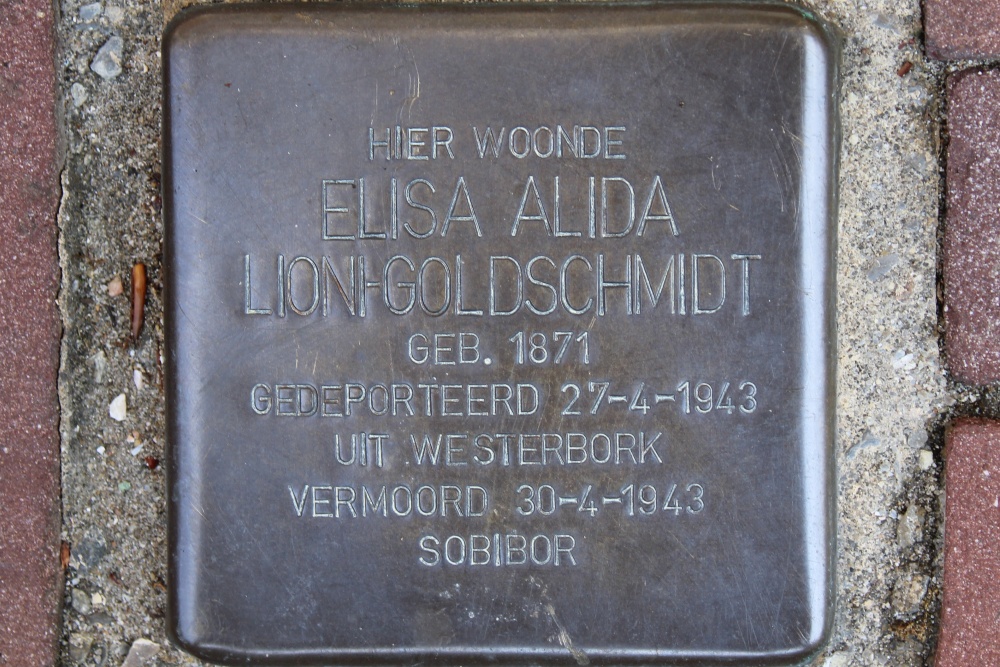 HIER WOONDE
ELISA ALIDA
LIONI-GOLDSCHMIDT
GEB. 1871
GEDEPORTEERD 27-4-1943
UIT WESTERBORK
VERMOORD 30-4-1943
SOBIBOR